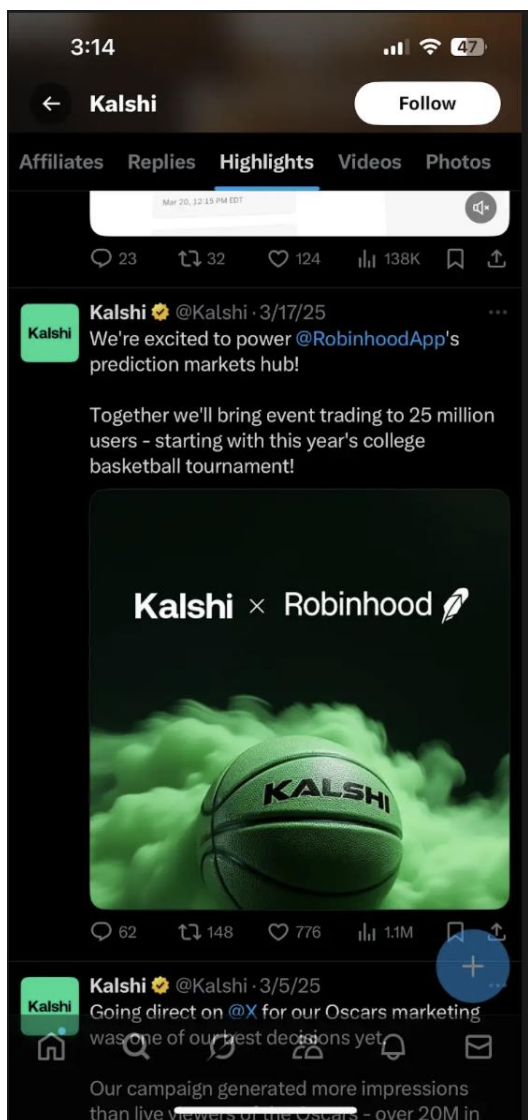 3:14
47
Kalshi
Follow
Affiliates Replies Highlights Videos Photos
Mar 20, 12:15 PM EDT
23 32 124 138K
Kalshi @Kalshi · 3/17/25
Kalshi
We're excited to power @RobinhoodApp's
prediction markets hub!
Together we'll bring event trading to 25 million
users - starting with this year's college
basketball tournament!
Kalshi × Robinhood
KALSHI
62 148 776 1.1M
Kalshi @Kalshi · 3/5/25
Kalshi
Going direct on @X for our Oscars marketing
was one of our best decisions yet.
Our campaign generated more impressions
than live viewers of the Oscars - over 20M in